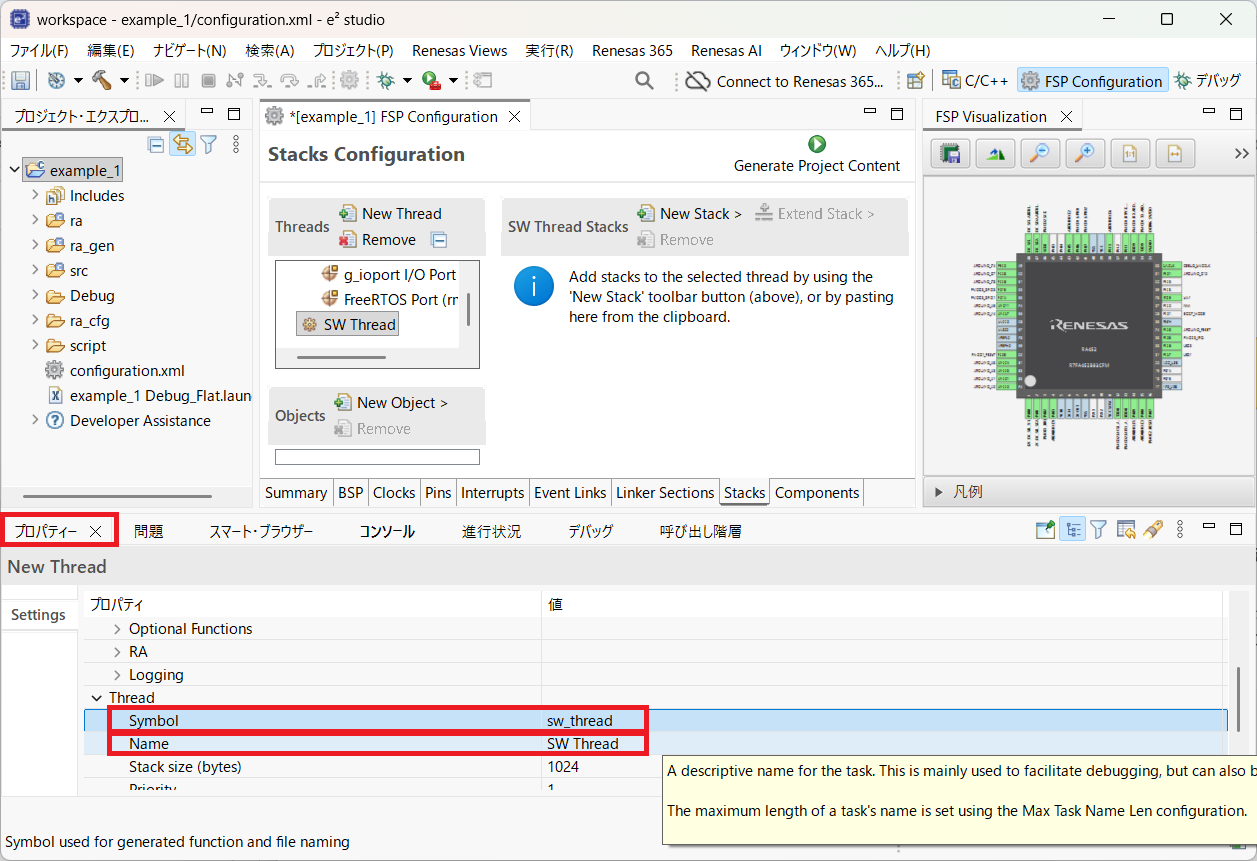 workspace - example_1/configuration.xml - e² studio
ファイル(F) 編集(E) ナビゲート(N) 検索(A) プロジェクト(P) Renesas Views 実行(R) Renesas 365 Renesas AI ウィンドウ(W) ヘルプ(H)
Connect to Renesas 365... C/C++ FSP Configuration デバッグ
プロジェクト・エクスプロ...
example_1
Includes
ra
ra_gen
src
Debug
ra_cfg
script
configuration.xml
example_1 Debug_Flat.laun
Developer Assistance
*[example_1] FSP Configuration
Stacks Configuration
Generate Project Content
Threads
New Thread
Remove
g_ioport I/O Port
FreeRTOS Port (rm
SW Thread
Objects
New Object >
Remove
SW Thread Stacks
New Stack >
Extend Stack >
Remove
Add stacks to the selected thread by using the
'New Stack' toolbar button (above), or by pasting
here from the clipboard.
Summary BSP Clocks Pins Interrupts Event Links Linker Sections Stacks Components
FSP Visualization
RENESAS
凡例
プロパティー 問題 スマート・ブラウザー コンソール 進行状況 デバッグ 呼び出し階層
New Thread
Settings
プロパティ 値
Optional Functions
RA
Logging
Thread
Symbol sw_thread
Name SW Thread
Stack size (bytes) 1024
Priority 1
A descriptive name for the task. This is mainly used to facilitate debugging, but can also b
The maximum length of a task's name is set using the Max Task Name Len configuration.
Symbol used for generated function and file naming